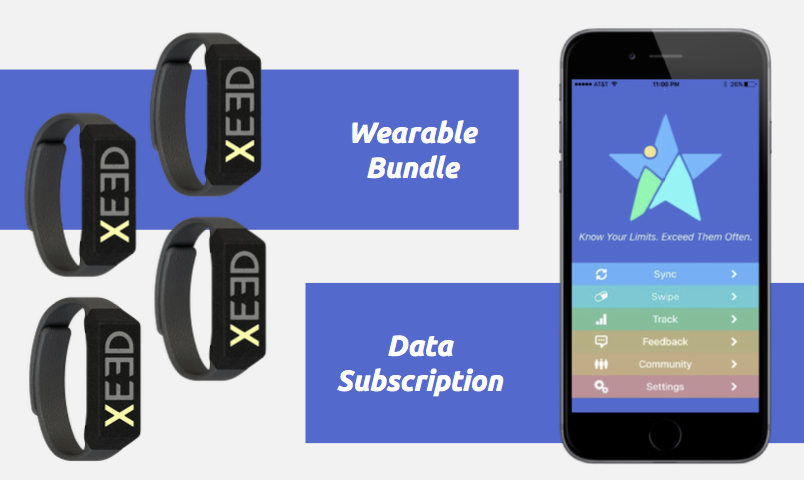 XEED
XEED
XEED
XEED
Wearable
Bundle
Data
Subscription
AT&T
11:00 PM
26%
Know Your Limits. Exceed Them Often.
Sync
Swipe
Track
Feedback
Community
Settings